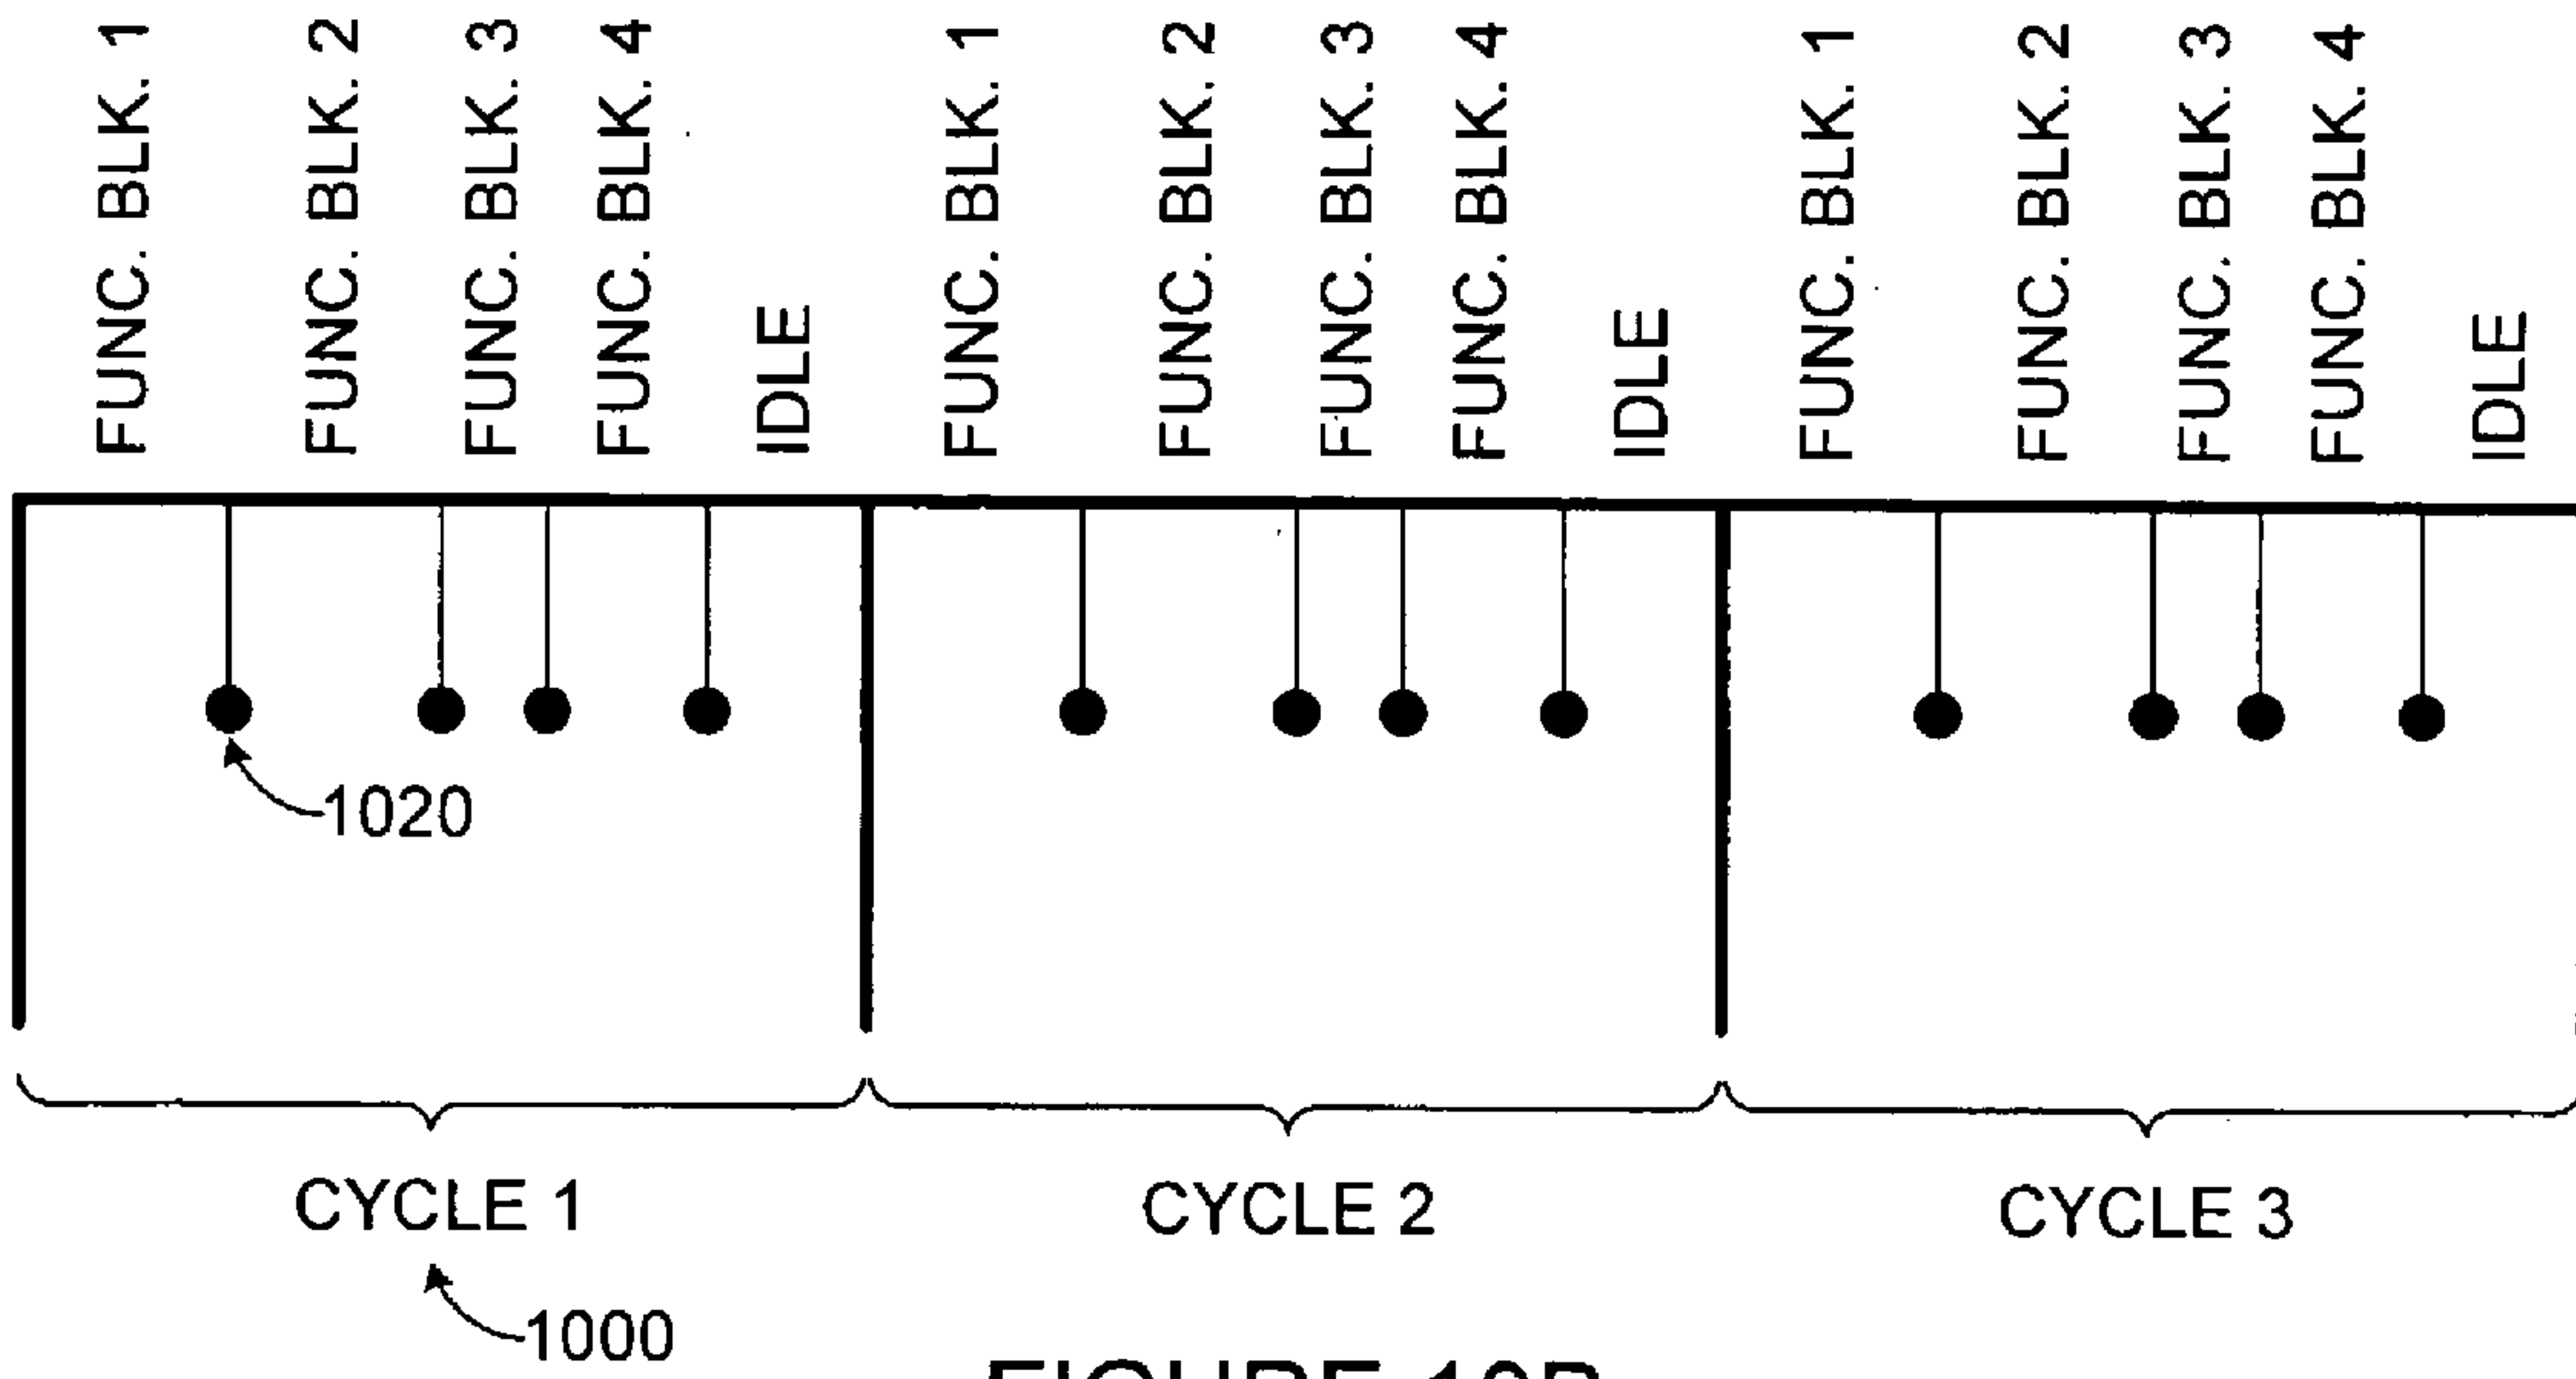 FUNC. BLK. 1
FUNC. BLK. 2
FUNC. BLK. 3
FUNC. BLK. 4
IDLE
FUNC. BLK. 1
FUNC. BLK. 2
FUNC. BLK. 3
FUNC. BLK. 4
IDLE
FUNC. BLK. 1
FUNC. BLK. 2
FUNC. BLK. 3
FUNC. BLK. 4
IDLE
1020
CYCLE 1
CYCLE 2
CYCLE 3
1000
FIGURE